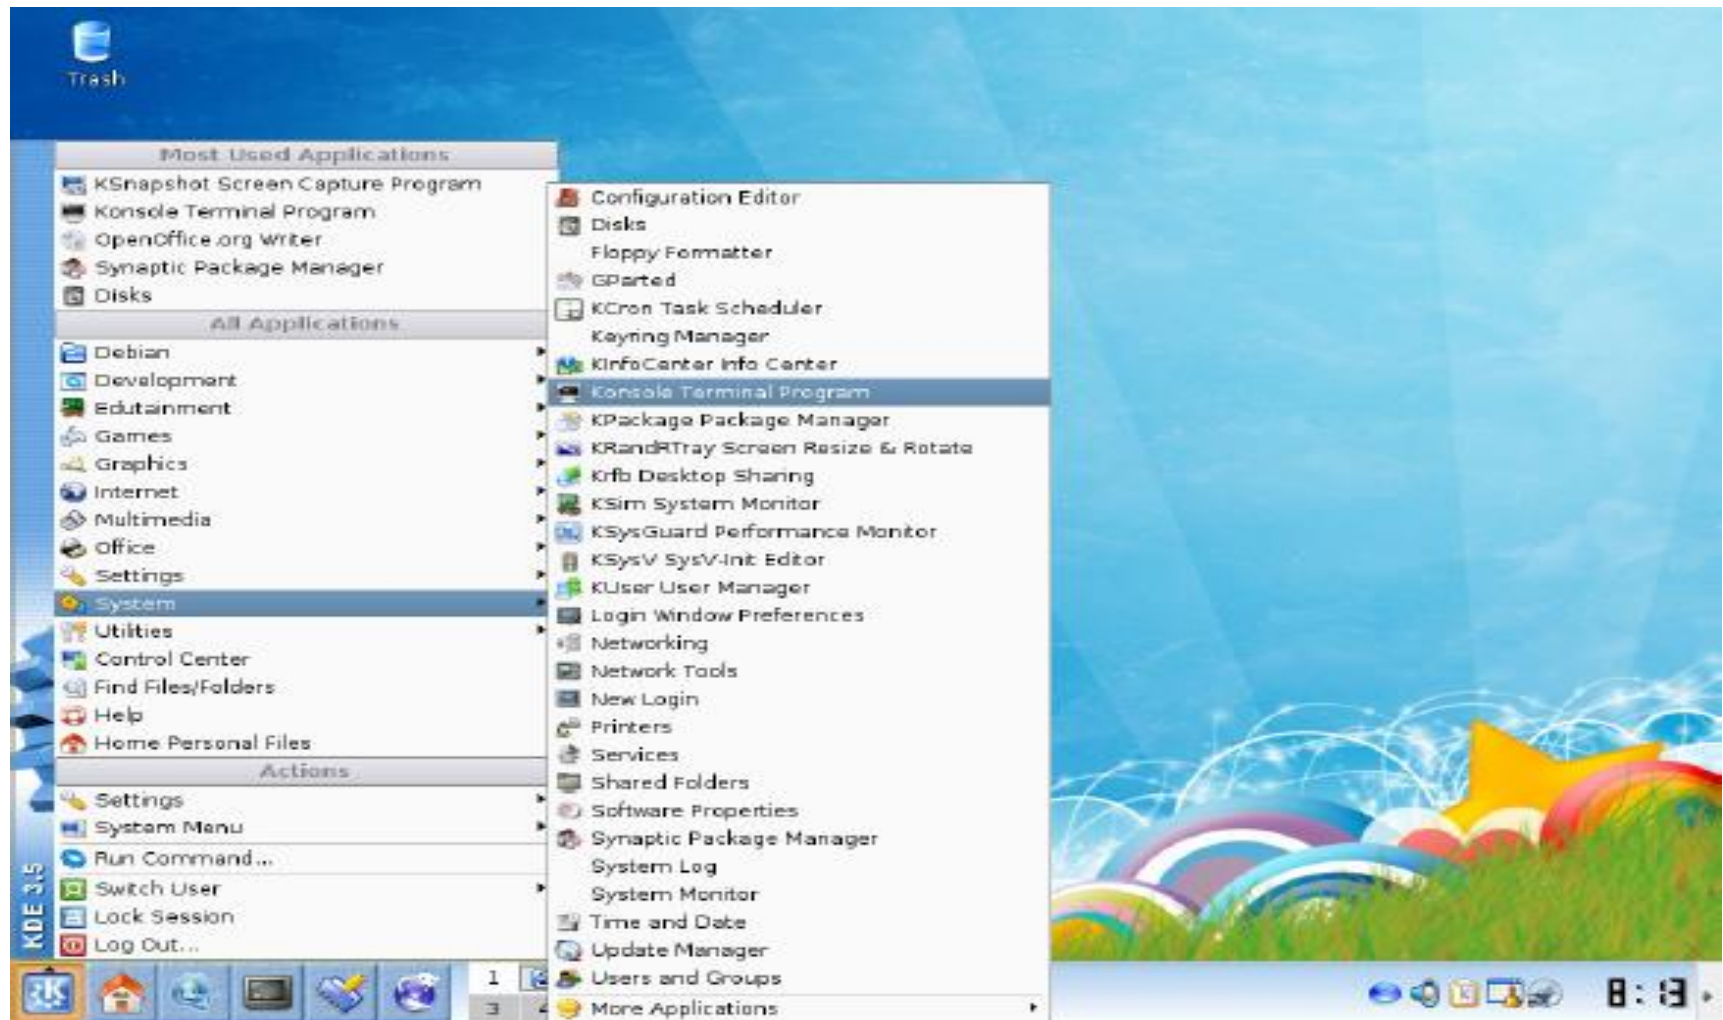 Trash
Most Used Applications
KSnapshot Screen Capture Program
Konsole Terminal Program
OpenOffice.org Writer
Synaptic Package Manager
Disks
All Applications
Debian
Development
Edutainment
Games
Graphics
Internet
Multimedia
Office
Settings
System
Utilities
Control Center
Find Files/Folders
Help
Home Personal Files
Actions
Settings
System Menu
Run Command...
Switch User
Lock Session
Log Out...
KDE 3.5
Configuration Editor
Disks
Floppy Formatter
GParted
KCron Task Scheduler
Keyring Manager
KInfoCenter Info Center
Konsole Terminal Program
KPackage Package Manager
KRandRTray Screen Resize & Rotate
Krfb Desktop Sharing
KSim System Monitor
KSysGuard Performance Monitor
KSysV SysV-Init Editor
KUser User Manager
Login Window Preferences
Networking
Network Tools
New Login
Printers
Services
Shared Folders
Software Properties
Synaptic Package Manager
System Log
System Monitor
Time and Date
Update Manager
Users and Groups
More Applications
1
3 4
8:13